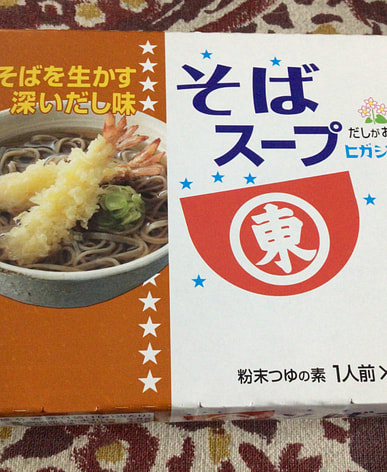 そばを生かす
深いだし味
そば
スープ
だしがお
ヒガシ
東
粉末つゆの素 1人前×